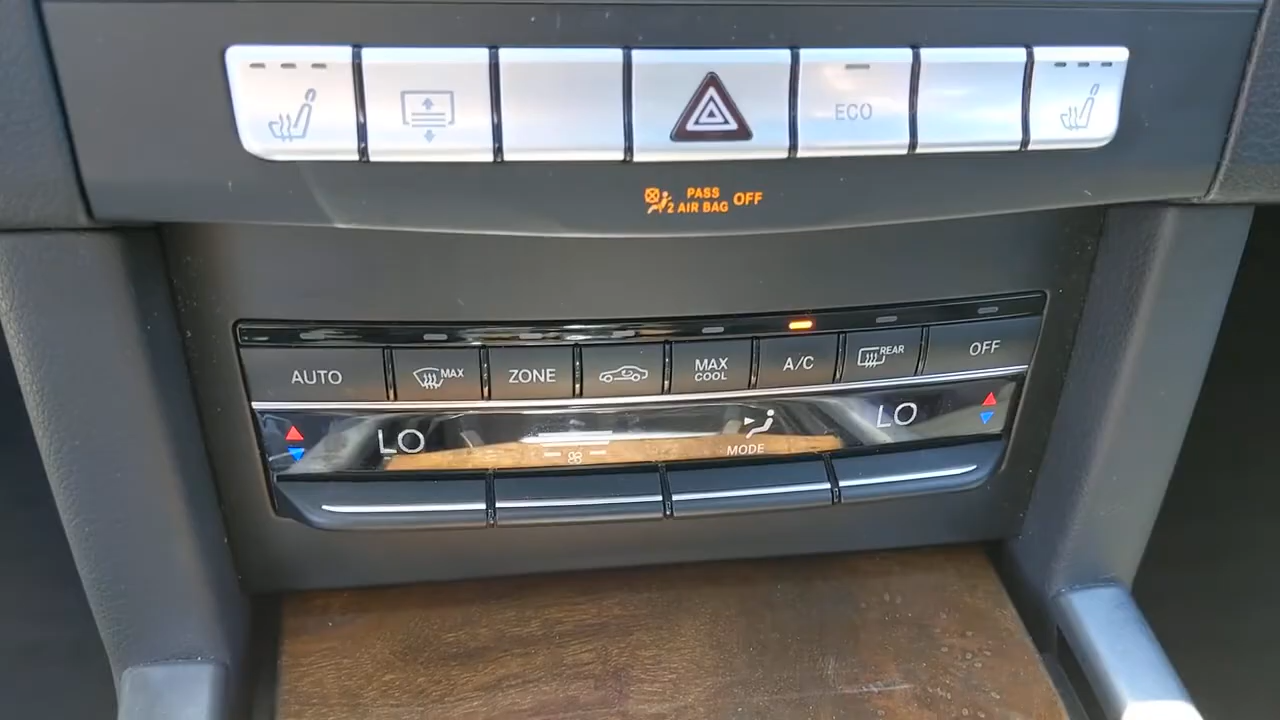 ECO
PASS
2 AIR BAG OFF
AUTO
MAX
ZONE
MAX
COOL
A/C
REAR
OFF
LO
LO
MODE